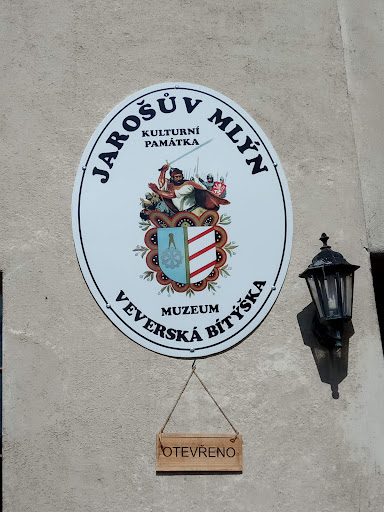 JAROŠŮV MLÝN
KULTURNÍ
PAMÁTKA
MUZEUM
VEVERSKÁ BÍTÝŠKA
OTEVŘENO